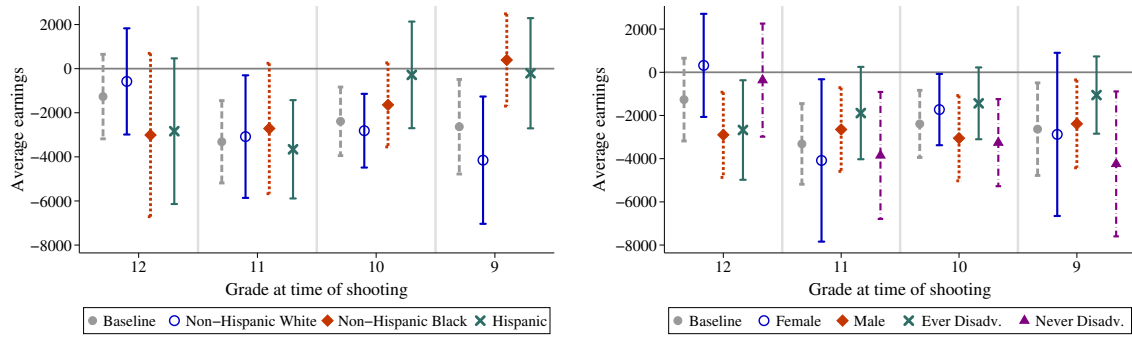 Average earnings
2000
0
−2000
−4000
−6000
−8000
12 11 10 9
Grade at time of shooting
Baseline Non−Hispanic White Non−Hispanic Black Hispanic
Average earnings
2000
0
−2000
−4000
−6000
−8000
12 11 10 9
Grade at time of shooting
Baseline Female Male Ever Disadv. Never Disadv.